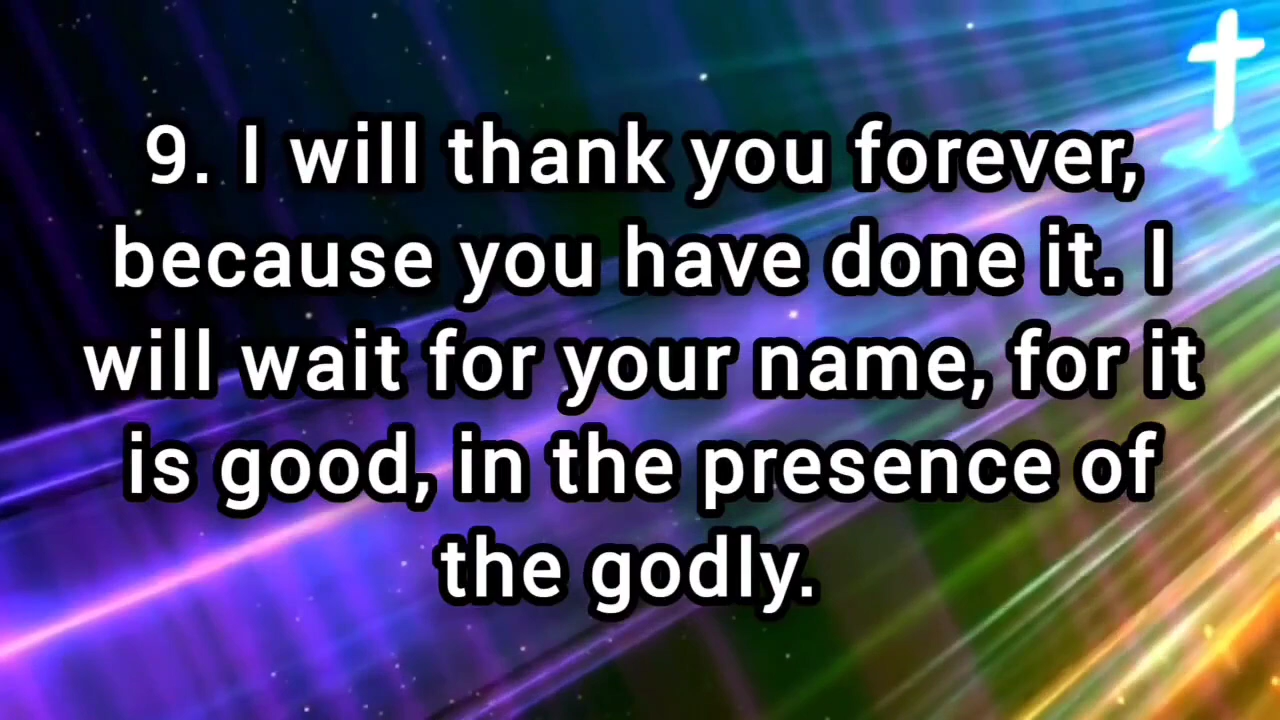 9. I will thank you forever,
because you have done it. I
will wait for your name, for it
is good, in the presence of
the godly.